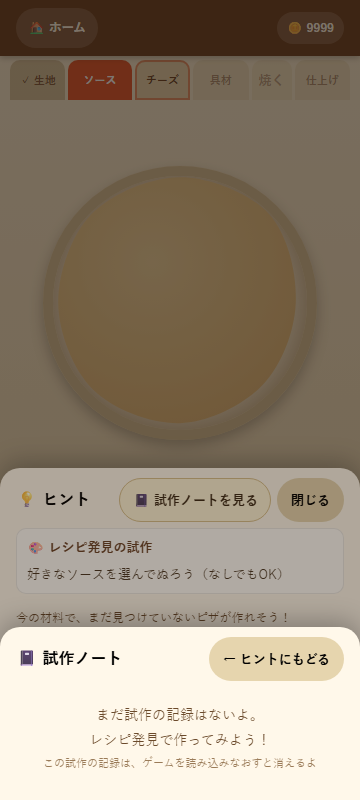 ホーム
9999
✓ 生地 ソース チーズ 具材 焼く 仕上げ
ヒント
試作ノートを見る
閉じる
レシピ発見の試作
好きなソースを選んでぬろう（なしでもOK）
今の材料で、まだ見つけていないピザが作れそう！
試作ノート
← ヒントにもどる
まだ試作の記録はないよ。
レシピ発見で作ってみよう！
この試作の記録は、ゲームを読み込みなおすと消えるよ